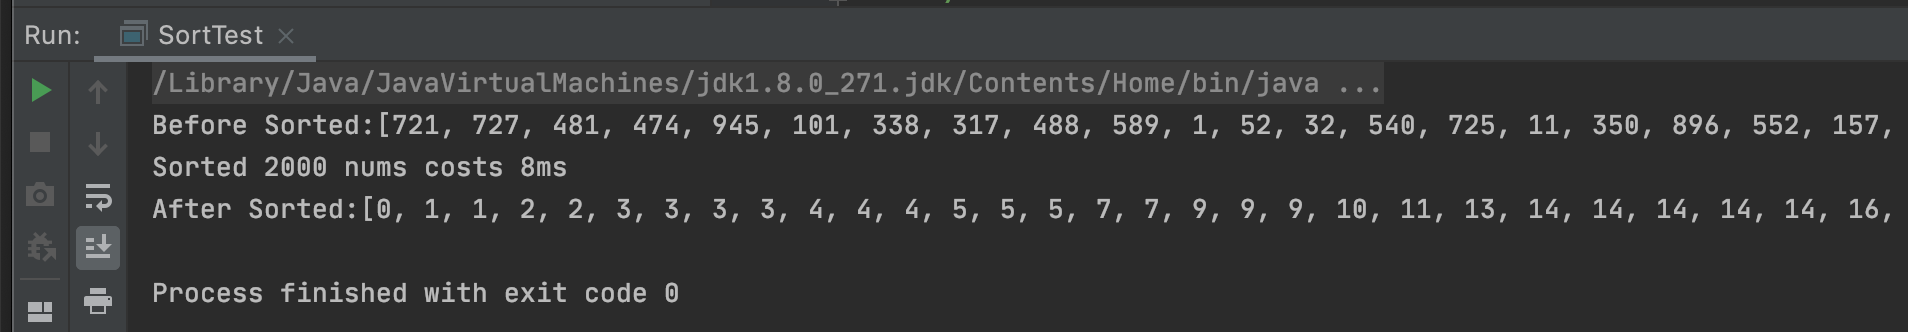 Run: SortTest
/Library/Java/JavaVirtualMachines/jdk1.8.0_271.jdk/Contents/Home/bin/java ...
Before Sorted:[721, 727, 481, 474, 945, 101, 338, 317, 488, 589, 1, 52, 32, 540, 725, 11, 350, 896, 552, 157,
Sorted 2000 nums costs 8ms
After Sorted:[0, 1, 1, 2, 2, 3, 3, 3, 3, 4, 4, 4, 5, 5, 5, 7, 7, 9, 9, 9, 10, 11, 13, 14, 14, 14, 14, 14, 16,
Process finished with exit code 0